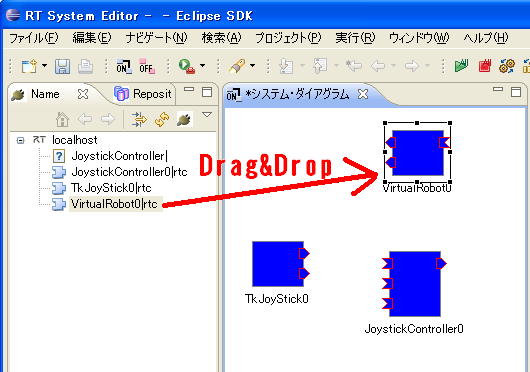 RT System Editor - - Eclipse SDK
ファイル(F) 編集(E) ナビゲート(N) 検索(A) プロジェクト(P) 実行(R) ウィンドウ(W) ヘルプ(H)
ON OFF
Name Reposit
ON *システム・ダイアグラム
RT localhost
JoystickController|
JoystickController0|rtc
TkJoyStick0|rtc
VirtualRobot0|rtc
Drag&Drop
VirtualRobot0
TkJoyStick0
JoystickController0